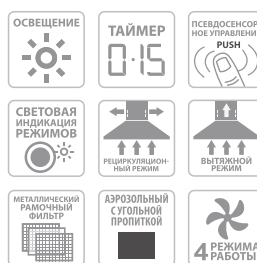 ОСВЕЩЕНИЕ
ТАЙМЕР
0:15
ПСЕВДОСЕНСОР
НОЕ УПРАВЛЕНИ
PUSH
СВЕТОВАЯ
ИНДИКАЦИЯ
РЕЖИМОВ
РЕЦИРКУЛЯЦИОН-
НЫЙ РЕЖИМ
ВЫТЯЖНОЙ
РЕЖИМ
МЕТАЛЛИЧЕСКИЙ
РАМОЧНЫЙ
ФИЛЬТР
АЭРОЗОЛЬНЫЙ
С УГОЛЬНОЙ
ПРОПИТКОЙ
4 РЕЖИМА
РАБОТЫ